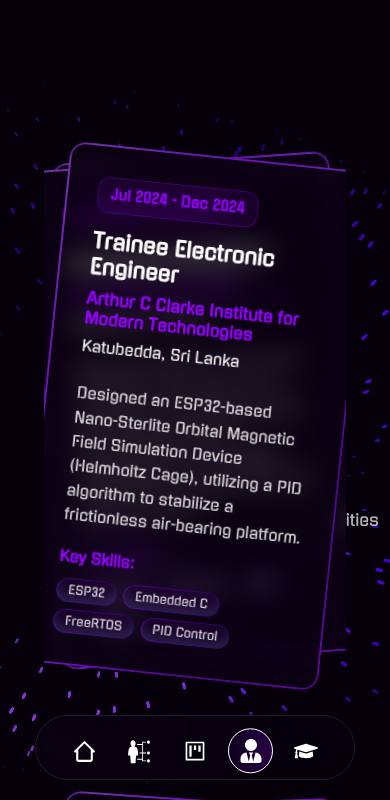 Jul 2024 - Dec 2024
Trainee Electronic
Engineer
Arthur C Clarke Institute for
Modern Technologies
Katubedda, Sri Lanka
Designed an ESP32-based
Nano-Sterlite Orbital Magnetic
Field Simulation Device
(Helmholtz Cage), utilizing a PID
algorithm to stabilize a
frictionless air-bearing platform.
ities
Key Skills:
ESP32
Embedded C
FreeRTOS
PID Control